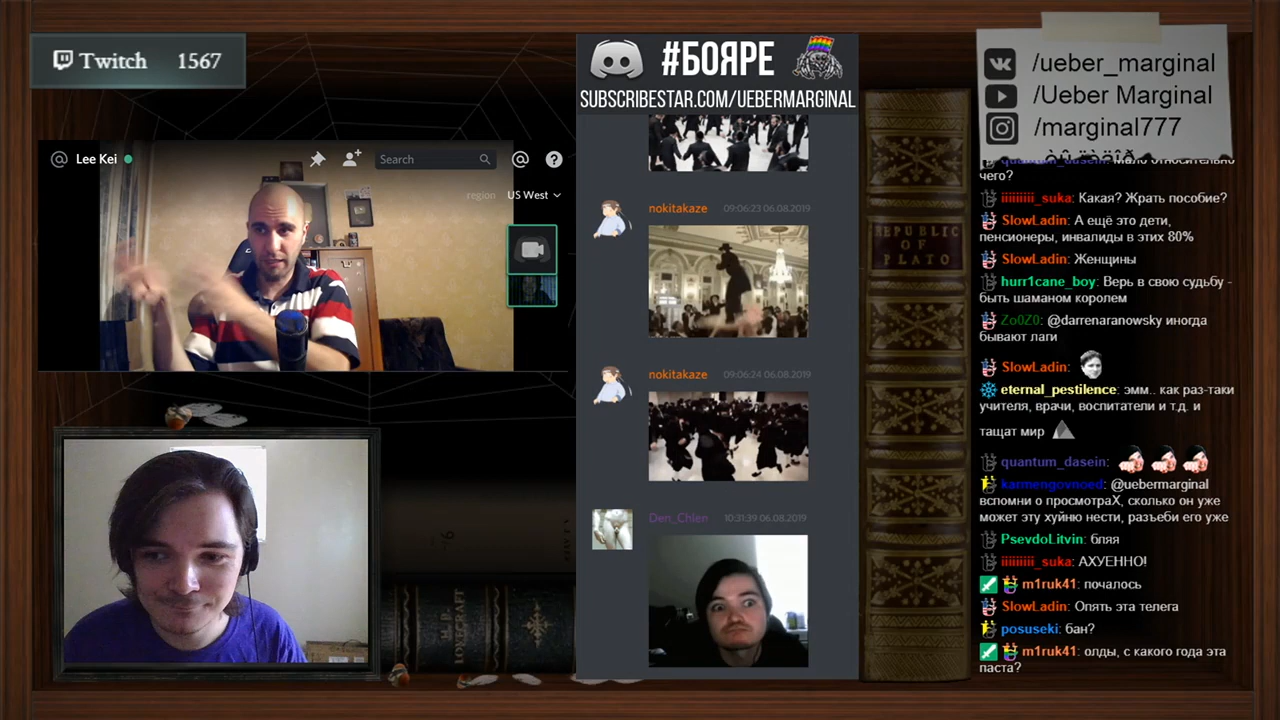 Twitch 1567
Lee Kei
Search
region US West
#БОЯРЕ
SUBSCRIBESTAR.COM/UEBERMARGINAL
nokitakaze 09:06:23 06.08.2019
nokitakaze 09:06:24 06.08.2019
Den_Chlen 10:31:39 06.08.2019
REPUBLIC
OF
PLATO
H.P.
LOVECRAFT
/ueber_marginal
/Ueber Marginal
/marginal777
quantum_dasein: Мало относительно
чего?
iiiiiiiii_suka: Какая? Жрать пособие?
SlowLadin: А ещё это дети,
пенсионеры, инвалиды в этих 80%
SlowLadin: Женщины
hurr1cane_boy: Верь в свою судьбу -
быть шаманом королем
Zo0Z0: @darrenaranowsky иногда
бывают лаги
SlowLadin:
eternal_pestilence: эмм.. как раз-таки
учителя, врачи, воспитатели и т.д. и
тащат мир
quantum_dasein:
karmengovnoed: @uebermarginal
вспомни о просмотраХ, сколько он уже
может эту хуйню нести, разъеби его уже
PsevdoLitvin: бляя
iiiiiiiii_suka: АХУЕННО!
m1ruk41: почалось
SlowLadin: Опять эта телега
posuseki: бан?
m1ruk41: олды, с какого года эта
паста?